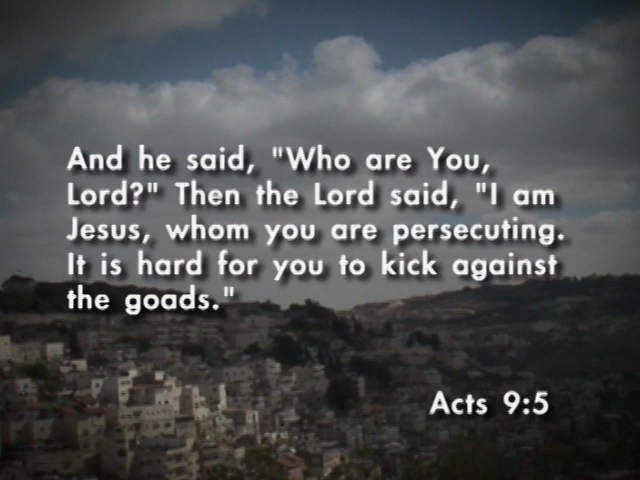 And he said, "Who are You,
Lord?" Then the Lord said, "I am
Jesus, whom you are persecuting.
It is hard for you to kick against
the goads."
Acts 9:5